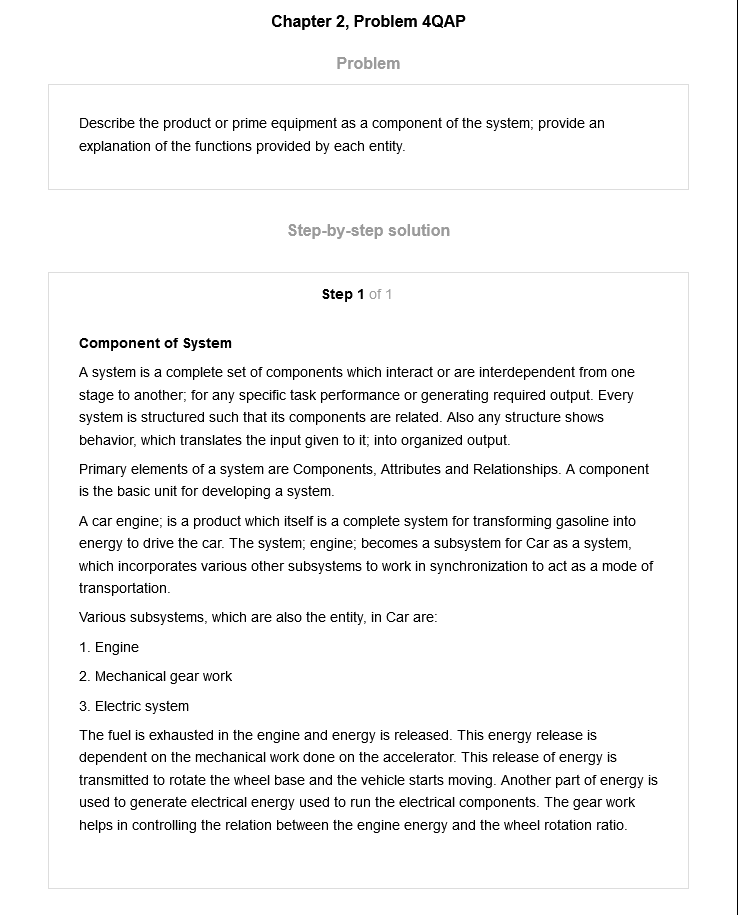 Chapter 2, Problem 4QAP
Problem
Describe the product or prime equipment as a component of the system; provide an
explanation of the functions provided by each entity.
Step-by-step solution
Step 1 of 1
Component of System
A system is a complete set of components which interact or are interdependent from one
stage to another; for any specific task performance or generating required output. Every
system is structured such that its components are related. Also any structure shows
behavior, which translates the input given to it; into organized output.
Primary elements of a system are Components, Attributes and Relationships. A component
is the basic unit for developing a system.
A car engine; is a product which itself is a complete system for transforming gasoline into
energy to drive the car. The system; engine; becomes a subsystem for Car as a system,
which incorporates various other subsystems to work in synchronization to act as a mode of
transportation.
Various subsystems, which are also the entity, in Car are:
1. Engine
2. Mechanical gear work
3. Electric system
The fuel is exhausted in the engine and energy is released. This energy release is
dependent on the mechanical work done on the accelerator. This release of energy is
transmitted to rotate the wheel base and the vehicle starts moving. Another part of energy is
used to generate electrical energy used to run the electrical components. The gear work
helps in controlling the relation between the engine energy and the wheel rotation ratio.